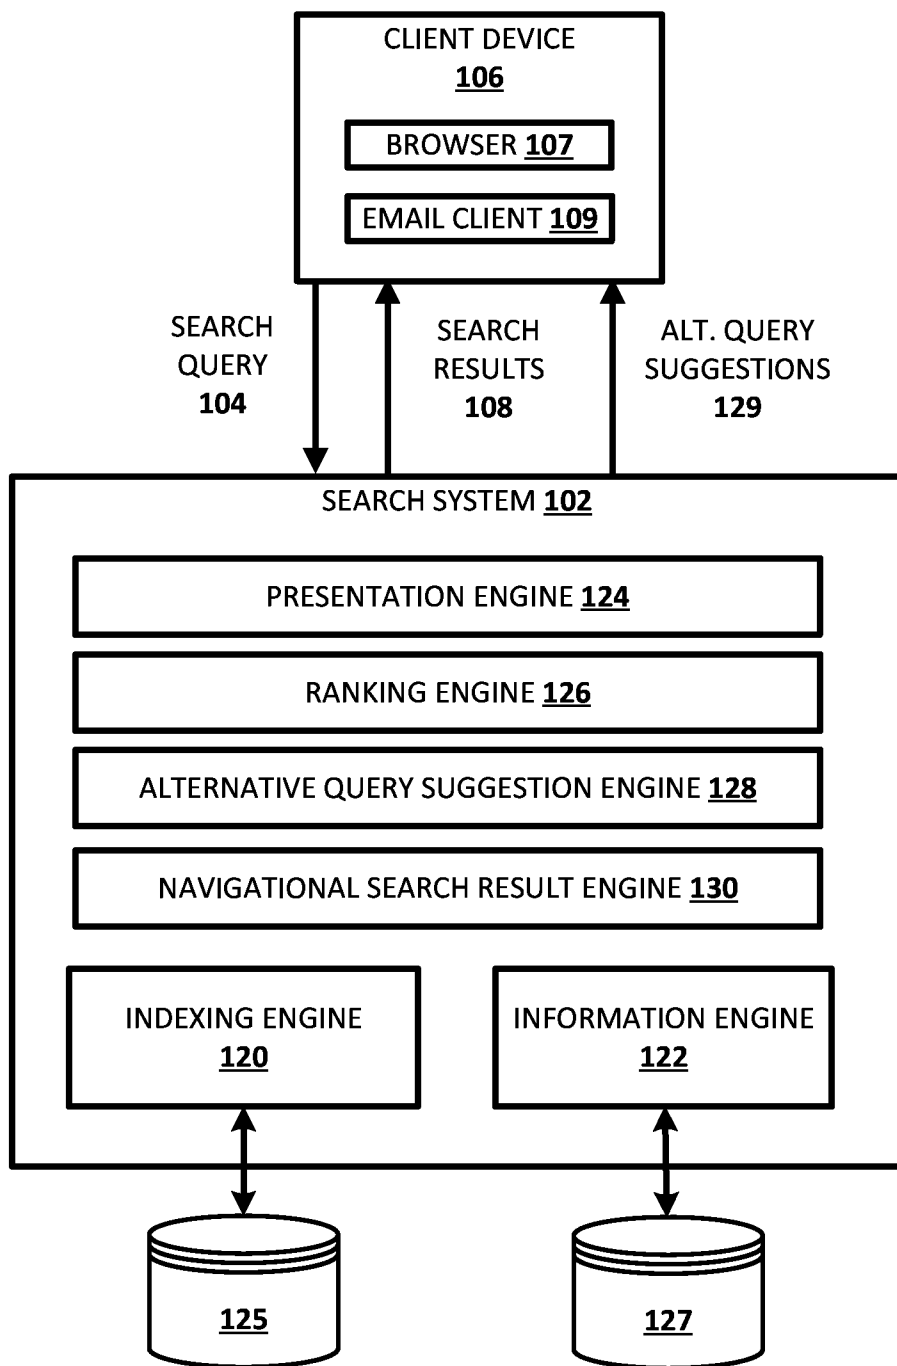 CLIENT DEVICE
106
BROWSER 107
EMAIL CLIENT 109
SEARCH
QUERY
104
SEARCH
RESULTS
108
ALT. QUERY
SUGGESTIONS
129
SEARCH SYSTEM 102
PRESENTATION ENGINE 124
RANKING ENGINE 126
ALTERNATIVE QUERY SUGGESTION ENGINE 128
NAVIGATIONAL SEARCH RESULT ENGINE 130
INDEXING ENGINE
120
INFORMATION ENGINE
122
125
127